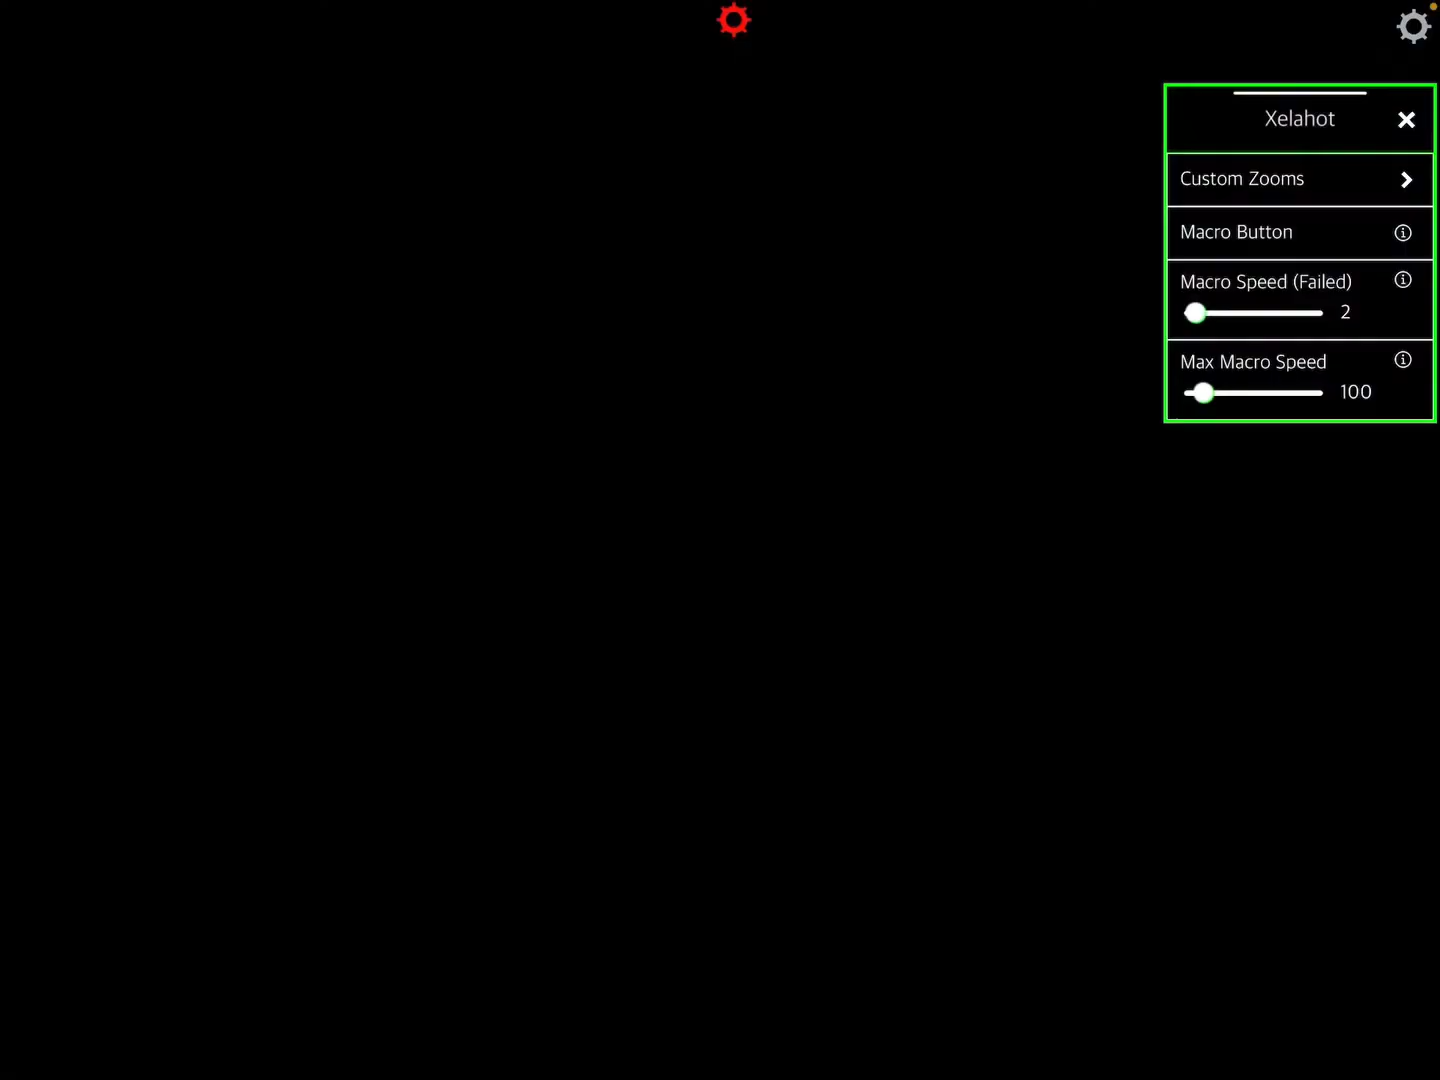 Xelahot
Custom Zooms
Macro Button
Macro Speed (Failed)
2
Max Macro Speed
100